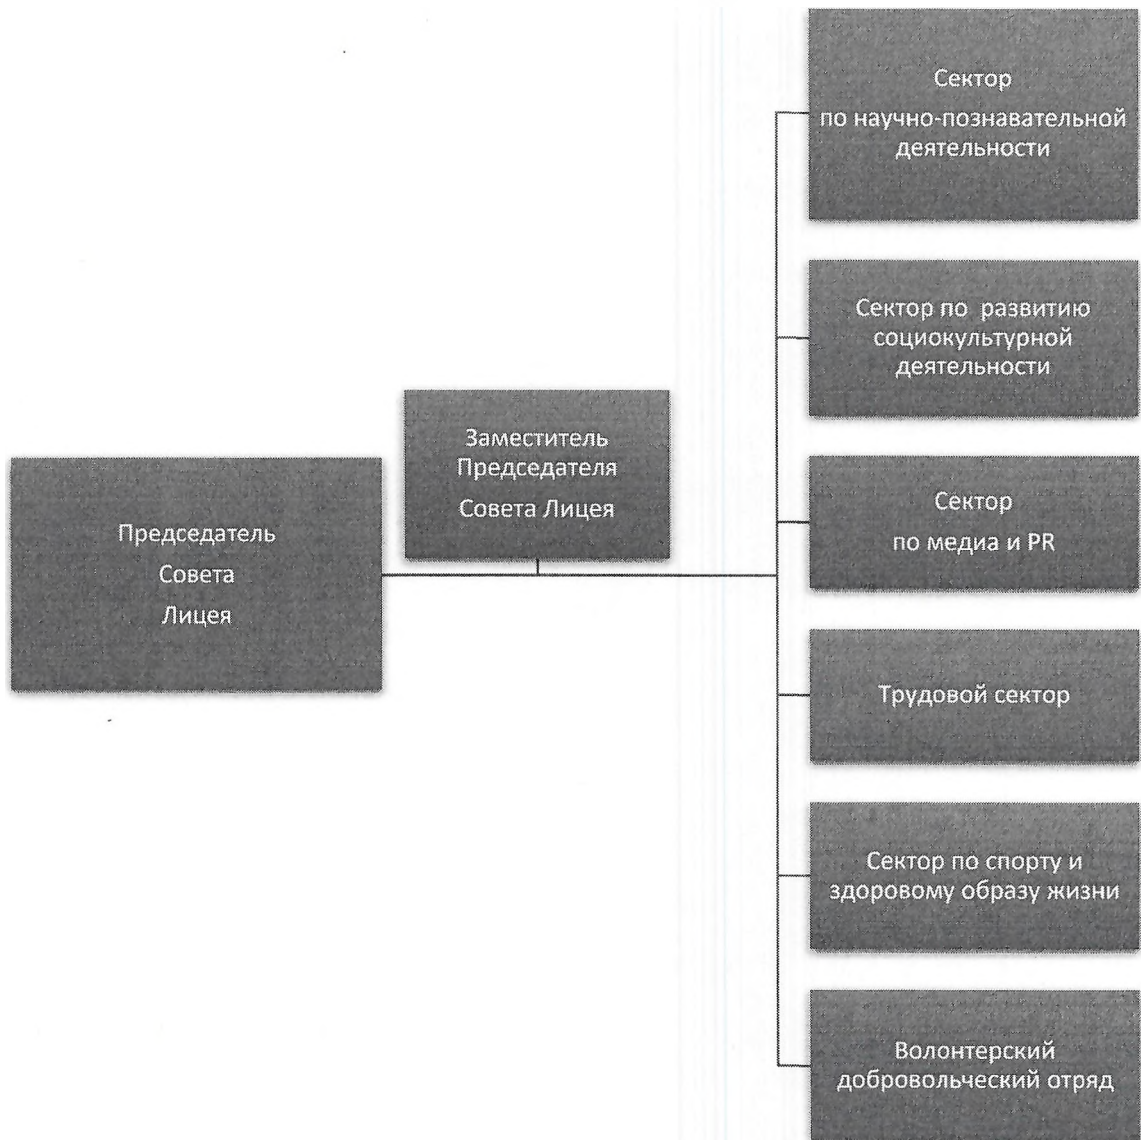 Председатель
Совета
Лицея
Заместитель
Председателя
Совета Лицея
Сектор
по научно-познавательной
деятельности
Сектор по развитию
социокультурной
деятельности
Сектор
по медиа и PR
Трудовой сектор
Сектор по спорту и
здоровому образу жизни
Волонтерский
добровольческий отряд